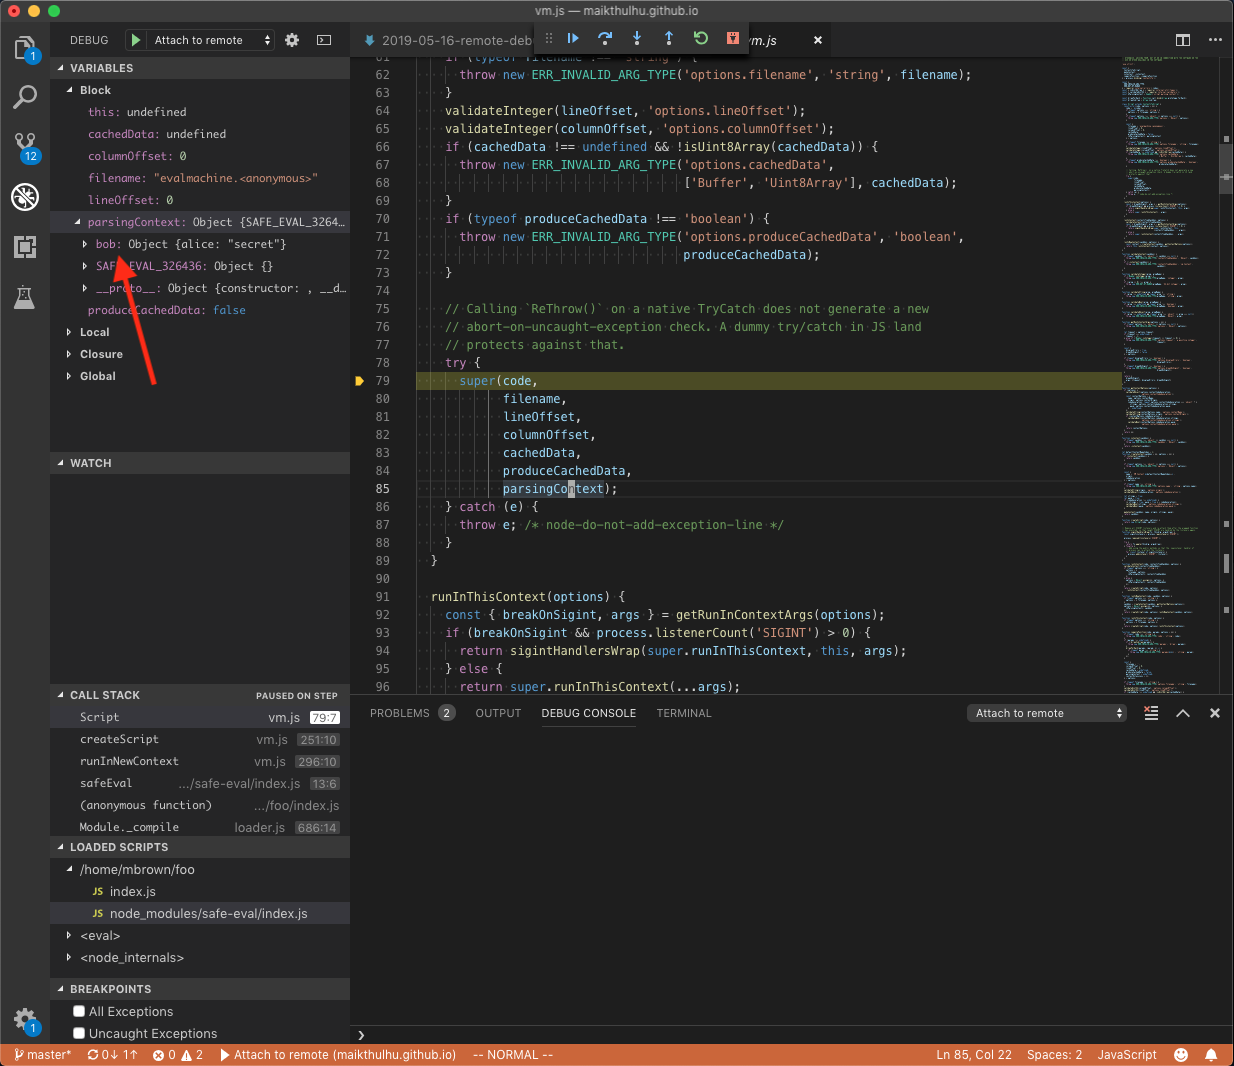 vm.js — maikthulhu.github.io
DEBUG Attach to remote
2019-05-16-remote-deb
vm.js
1
12
1
VARIABLES
Block
this: undefined
cachedData: undefined
columnOffset: 0
filename: "evalmachine.<anonymous>"
lineOffset: 0
parsingContext: Object {SAFE_EVAL_3264…
bob: Object {alice: "secret"}
SAFE_EVAL_326436: Object {}
__proto__: Object {constructor: , __d…
produceCachedData: false
Local
Closure
Global
WATCH
CALL STACK PAUSED ON STEP
Script vm.js 79:7
createScript vm.js 251:10
runInNewContext vm.js 296:10
safeEval .../safe-eval/index.js 13:6
(anonymous function) .../foo/index.js
Module._compile loader.js 686:14
LOADED SCRIPTS
/home/mbrown/foo
JS index.js
JS node_modules/safe-eval/index.js
<eval>
<node_internals>
BREAKPOINTS
All Exceptions
Uncaught Exceptions
61 if (typeof filename !== 'string') {
62 throw new ERR_INVALID_ARG_TYPE('options.filename', 'string', filename);
63 }
64 validateInteger(lineOffset, 'options.lineOffset');
65 validateInteger(columnOffset, 'options.columnOffset');
66 if (cachedData !== undefined && !isUint8Array(cachedData)) {
67 throw new ERR_INVALID_ARG_TYPE('options.cachedData',
68 ['Buffer', 'Uint8Array'], cachedData);
69 }
70 if (typeof produceCachedData !== 'boolean') {
71 throw new ERR_INVALID_ARG_TYPE('options.produceCachedData', 'boolean',
72 produceCachedData);
73 }
74
75 // Calling `ReThrow()` on a native TryCatch does not generate a new
76 // abort-on-uncaught-exception check. A dummy try/catch in JS land
77 // protects against that.
78 try {
79 super(code,
80 filename,
81 lineOffset,
82 columnOffset,
83 cachedData,
84 produceCachedData,
85 parsingContext);
86 } catch (e) {
87 throw e; /* node-do-not-add-exception-line */
88 }
89 }
90
91 runInThisContext(options) {
92 const { breakOnSigint, args } = getRunInContextArgs(options);
93 if (breakOnSigint && process.listenerCount('SIGINT') > 0) {
94 return sigintHandlersWrap(super.runInThisContext, this, args);
95 } else {
96 return super.runInThisContext(...args);
PROBLEMS 2 OUTPUT DEBUG CONSOLE TERMINAL Attach to remote
master* 0↓ 1↑ 0 2 Attach to remote (maikthulhu.github.io) -- NORMAL -- Ln 85, Col 22 Spaces: 2 JavaScript